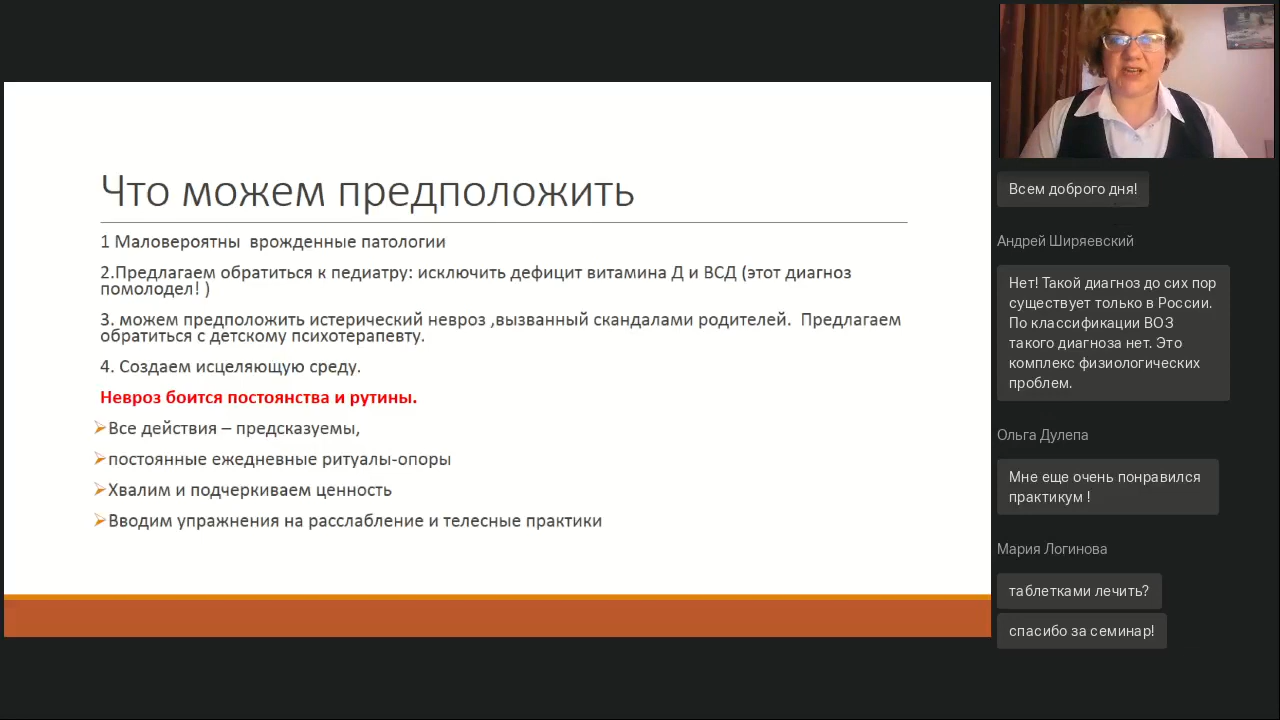 Что можем предположить
1 Маловероятны  врожденные патологии
2.Предлагаем обратиться к педиатру: исключить дефицит витамина Д и ВСД (этот диагноз
помолодел! )
3. можем предположить истерический невроз ,вызванный скандалами родителей.  Предлагаем
обратиться с детскому психотерапевту.
4. Создаем исцеляющую среду.
Невроз боится постоянства и рутины.
Все действия – предсказуемы,
постоянные ежедневные ритуалы-опоры
Хвалим и подчеркиваем ценность
Вводим упражнения на расслабление и телесные практики
Всем доброго дня!
Андрей Ширяевский
Нет! Такой диагноз до сих пор
существует только в России.
По классификации ВОЗ
такого диагноза нет. Это
комплекс физиологических
проблем.
Ольга Дулепа
Мне еще очень понравился
практикум !
Мария Логинова
таблетками лечить?
спасибо за семинар!